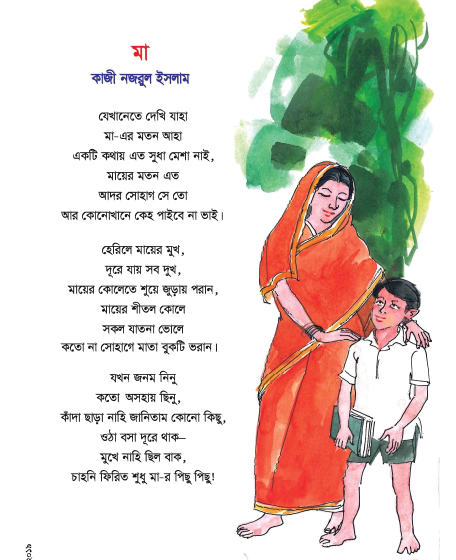 মা
কাজী নজরুল ইসলাম
যেখানেতে দেখি যাহা
মা-এর মতন আহা
একটি কথায় এত সুধা মেশা নাই,
মায়ের মতন এত
আদর সোহাগ সে তো
আর কোনোখানে কেহ পাইবে না ভাই।
হেরিলে মায়ের মুখ,
দূরে যায় সব দুখ,
মায়ের কোলেতে শুয়ে জুড়ায় পরান,
মায়ের শীতল কোলে
সকল যাতনা ভোলে
কতো না সোহাগে মাতা বুকটি ভরান।
যখন জনম নিনু
কতো অসহায় ছিনু,
কাঁদা ছাড়া নাহি জানিতাম কোনো কিছু,
ওঠা বসা দূরে থাক–
মুখে নাহি ছিল বাক,
চাহনি ফিরিত শুধু মা-র পিছু পিছু!